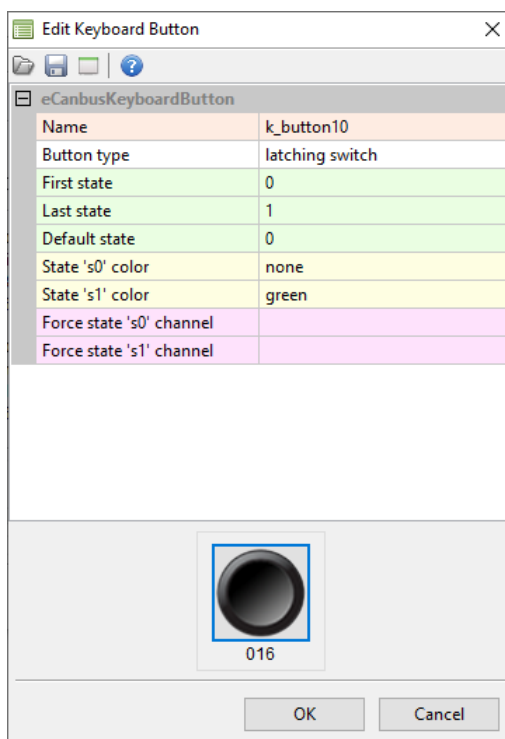 Edit Keyboard Button
eCanbusKeyboardButton
Name k_button10
Button type latching switch
First state 0
Last state 1
Default state 0
State 's0' color none
State 's1' color green
Force state 's0' channel
Force state 's1' channel
016
OK Cancel